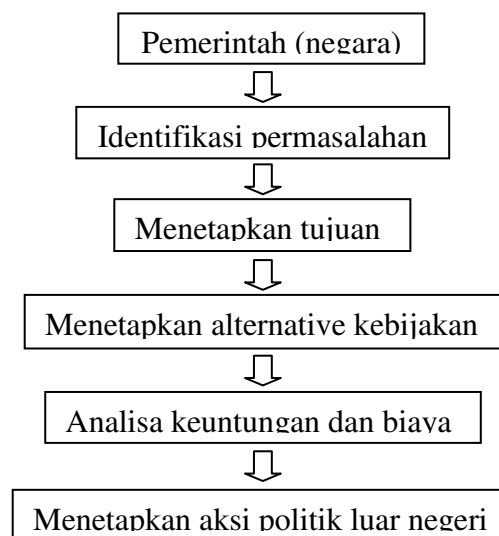 Pemerintah (negara)
Identifikasi permasalahan
Menetapkan tujuan
Menetapkan alternative kebijakan
Analisa keuntungan dan biaya
Menetapkan aksi politik luar negeri